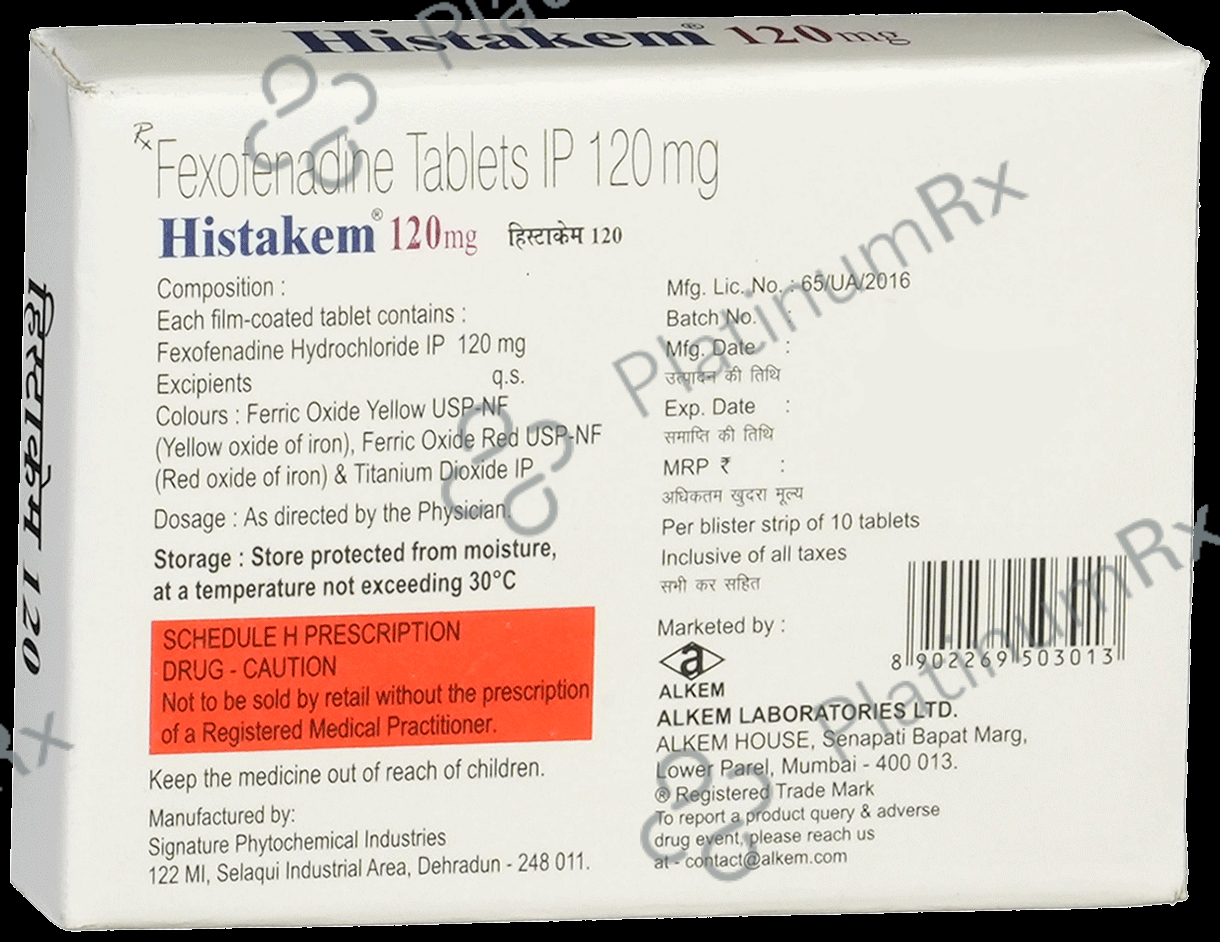 Histakem® 120mg
Rx Fexofenadine Tablets IP 120 mg
Histakem® 120mg हिस्टाकेम 120
Composition :
Each film-coated tablet contains :
Fexofenadine Hydrochloride IP 120 mg
Excipients q.s.
Colours : Ferric Oxide Yellow USP-NF
(Yellow oxide of iron), Ferric Oxide Red USP-NF
(Red oxide of iron) & Titanium Dioxide IP
Dosage : As directed by the Physician.
Storage : Store protected from moisture,
at a temperature not exceeding 30°C
SCHEDULE H PRESCRIPTION
DRUG - CAUTION
Not to be sold by retail without the prescription
of a Registered Medical Practitioner.
Keep the medicine out of reach of children.
Manufactured by:
Signature Phytochemical Industries
122 MI, Selaqui Industrial Area, Dehradun - 248 011.
Mfg. Lic. No. : 65/UA/2016
Batch No. :
Mfg. Date :
उत्पादन की तिथि
Exp. Date :
समाप्ति की तिथि
MRP ₹ :
अधिकतम खुदरा मूल्य
Per blister strip of 10 tablets
Inclusive of all taxes
सभी कर सहित
Marketed by :
a
ALKEM
ALKEM LABORATORIES LTD.
ALKEM HOUSE, Senapati Bapat Marg,
Lower Parel, Mumbai - 400 013.
® Registered Trade Mark
To report a product query & adverse
drug event, please reach us
at - contact@alkem.com
8 902269 503013
हिस्टाकेम 120
PlatinumRx
PlatinumRx
Platinu
Rx